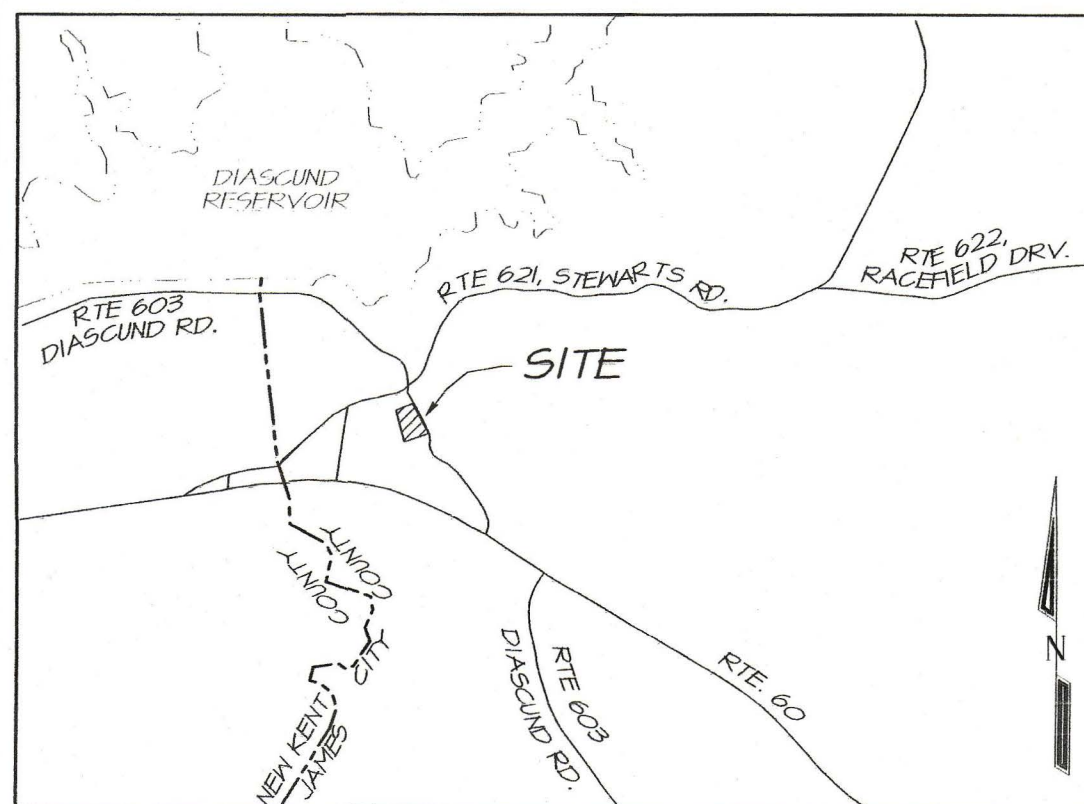 DIASCUND
RESERVOIR
RTE 621, STEWARTS RD.
RTE 622,
RACEFIELD DRV.
RTE 603
DIASCUND RD.
SITE
NEW KENT COUNTY
JAMES CITY COUNTY
RTE 603
DIASCUND RD.
RTE. 60
N